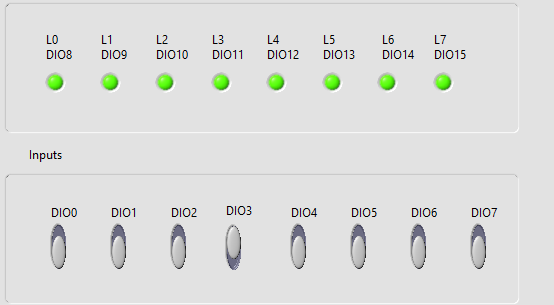 L0 L1 L2 L3 L4 L5 L6 L7
DIO8 DIO9 DIO10 DIO11 DIO12 DIO13 DIO14 DIO15
Inputs
DIO0 DIO1 DIO2 DIO3 DIO4 DIO5 DIO6 DIO7